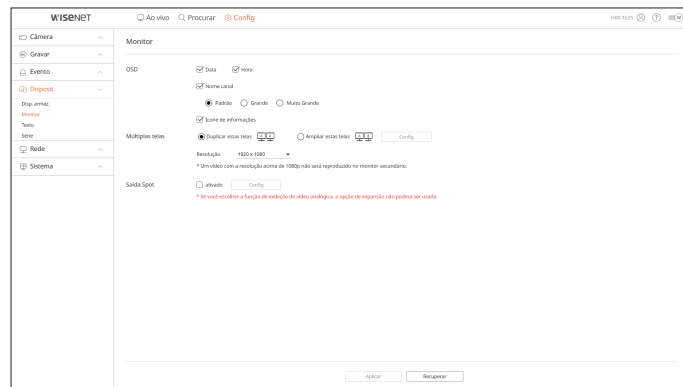 WISENET Ao vivo Procurar Config HRX-1635 ?
Câmera
Gravar
Evento
Disposit.
Disp. armaz.
Monitor
Texto
Série
Rede
Sistema
Monitor
OSD Data Hora
Nome canal
Padrão Grande Muito Grande
Ícone de informações
Múltiplas telas Duplicar estas telas Ampliar estas telas Config
Resolução 1920 x 1080
* Um vídeo com a resolução acima de 1080p não será reproduzido no monitor secundário.
Saída Spot ativado Config
* Se você escolher a função de exibição de vídeo analógica, a opção de expansão não poderá ser usada.
Aplicar Recuperar